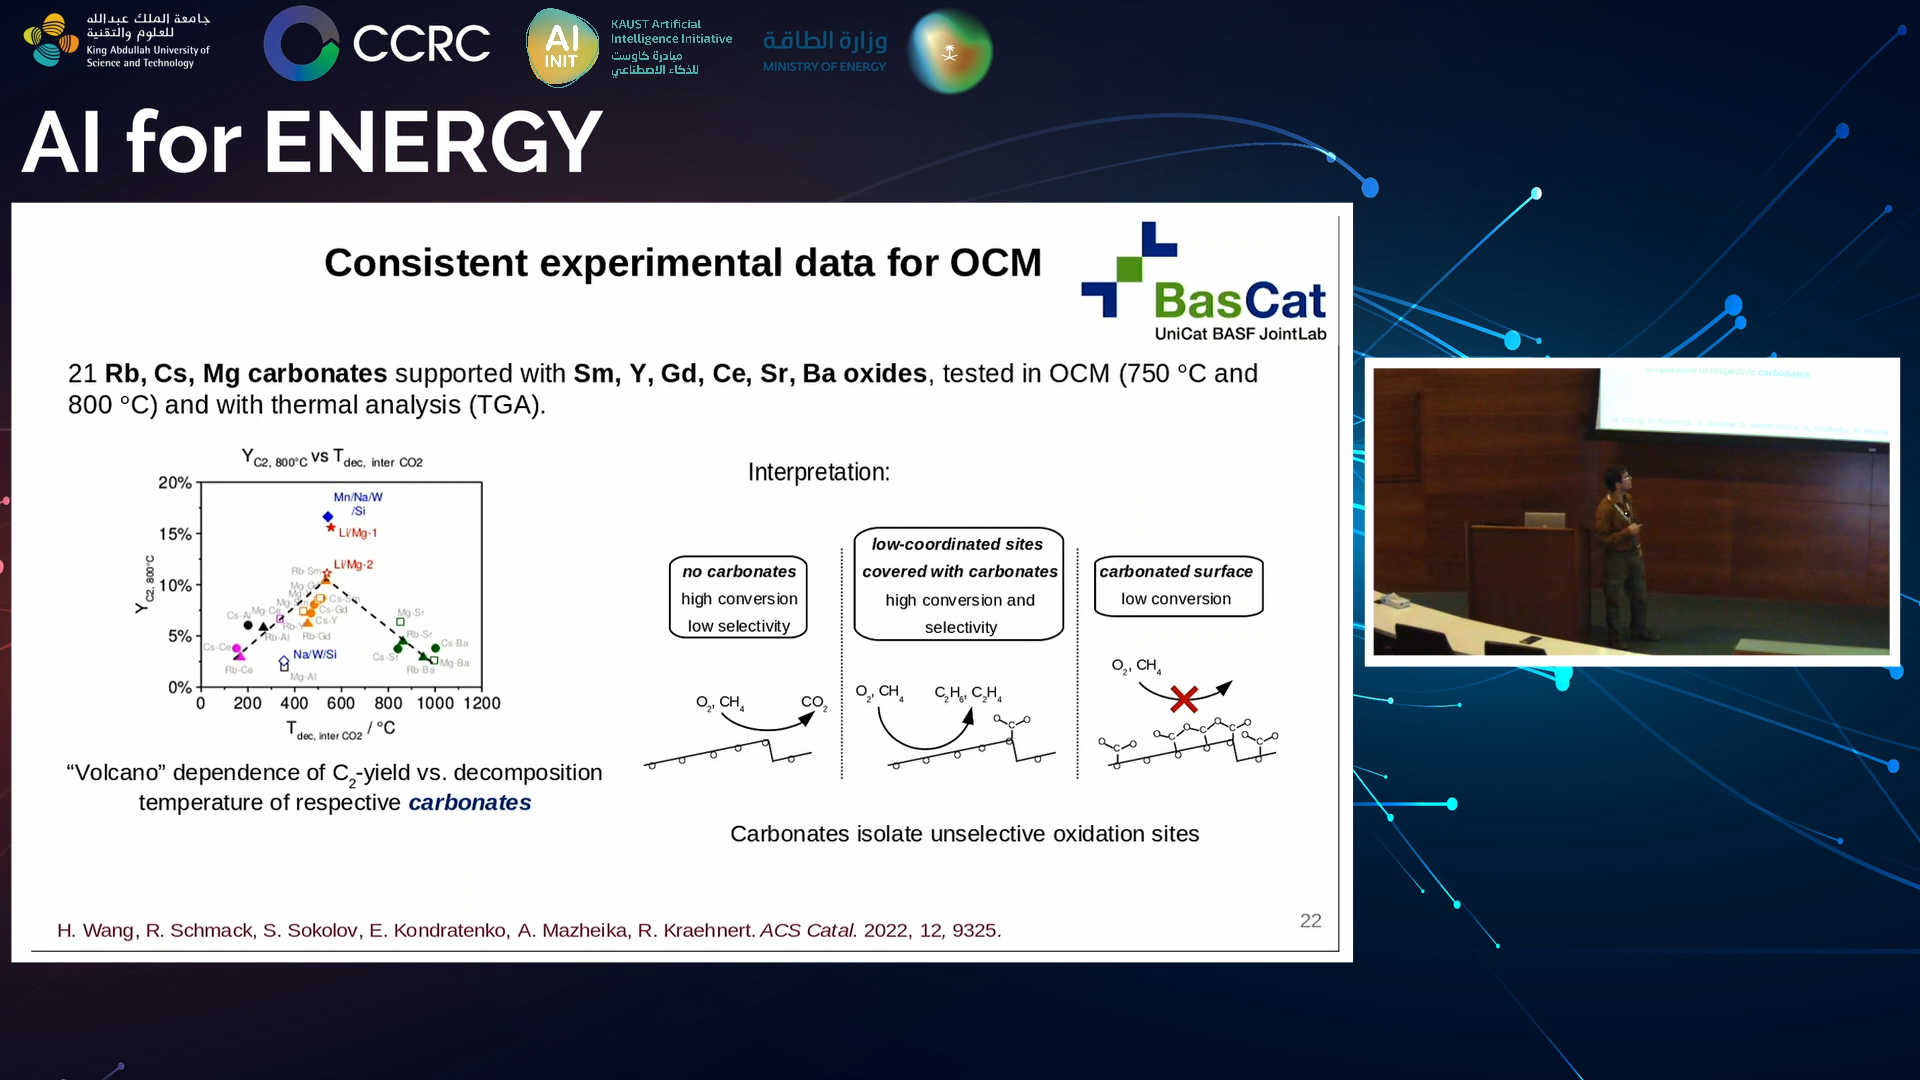 جامعة الملك عبدالله
للعلوم والتقنية
King Abdullah University of
Science and Technology
CCRC
AI
INIT
KAUST Artificial
Intelligence Initiative
مبادرة كاوست
للذكاء الاصطناعي
وزارة الطاقة
MINISTRY OF ENERGY
AI for ENERGY
Consistent experimental data for OCM
BasCat
UniCat BASF JointLab
21 Rb, Cs, Mg carbonates supported with Sm, Y, Gd, Ce, Sr, Ba oxides, tested in OCM (750 °C and
800 °C) and with thermal analysis (TGA).
Y C2, 800°C vs T dec, inter CO2
20%
15%
10%
5%
0%
Y C2, 800°C
Mn/Na/W
/Si
Li/Mg-1
Li/Mg-2
Rb-Sm
Cs-Gd
Cs-Y
Rb-Gd
Cs-Al
Mg-Ce
Rb-Y
Rb-Al
Cs-Ce
Rb-Ce
Na/W/Si
Mg-Al
Mg-Sr
Rb-Sr
Cs-Sr
Cs-Ba
Mg-Ba
Rb-Ba
0 200 400 600 800 1000 1200
T dec, inter CO2 / °C
“Volcano” dependence of C2-yield vs. decomposition
temperature of respective carbonates
Interpretation:
no carbonates
high conversion
low selectivity
low-coordinated sites
covered with carbonates
high conversion and
selectivity
carbonated surface
low conversion
O2, CH4
CO2
O2, CH4
C2H6, C2H4
O2, CH4
Carbonates isolate unselective oxidation sites
H. Wang, R. Schmack, S. Sokolov, E. Kondratenko, A. Mazheika, R. Kraehnert. ACS Catal. 2022, 12, 9325.
22
temperature of respective carbonates